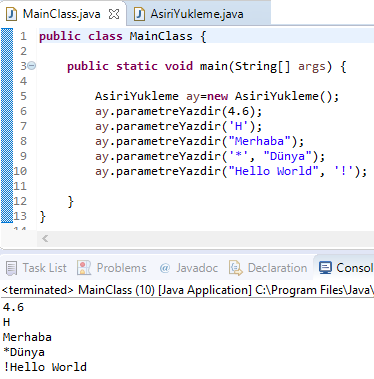 MainClass.java AsiriYukleme.java
1 public class MainClass {
2
3 public static void main(String[] args) {
4
5 AsiriYukleme ay=new AsiriYukleme();
6 ay.parametreYazdir(4.6);
7 ay.parametreYazdir('H');
8 ay.parametreYazdir("Merhaba");
9 ay.parametreYazdir('*', "Dünya");
10 ay.parametreYazdir("Hello World", '!');
11
12 }
13 }
Task List Problems Javadoc Declaration Consol
<terminated> MainClass (10) [Java Application] C:\Program Files\Java\
4.6
H
Merhaba
*Dünya
!Hello World